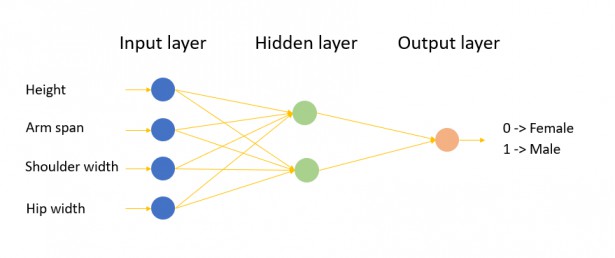 Input layer
Hidden layer
Output layer
Height
Arm span
Shoulder width
Hip width
0 -> Female
1 -> Male